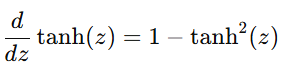 d/dz tanh(z) = 1 – tanh²(z)